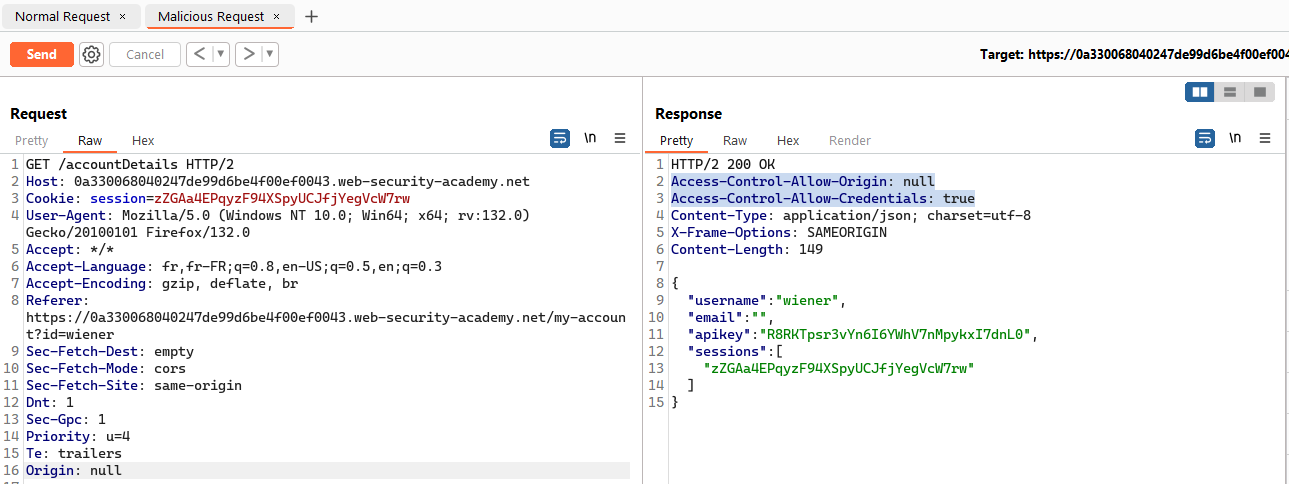 Normal Request × Malicious Request × +
Send Cancel < ▼ > ▼ Target: https://0a330068040247de99d6be4f00ef004
Request
Pretty Raw Hex \n
1 GET /accountDetails HTTP/2
2 Host: 0a330068040247de99d6be4f00ef0043.web-security-academy.net
3 Cookie: session=zZGAa4EPqyzF94XSpyUCJfjYegVcW7rw
4 User-Agent: Mozilla/5.0 (Windows NT 10.0; Win64; x64; rv:132.0)
Gecko/20100101 Firefox/132.0
5 Accept: */*
6 Accept-Language: fr,fr-FR;q=0.8,en-US;q=0.5,en;q=0.3
7 Accept-Encoding: gzip, deflate, br
8 Referer:
https://0a330068040247de99d6be4f00ef0043.web-security-academy.net/my-accoun
t?id=wiener
9 Sec-Fetch-Dest: empty
10 Sec-Fetch-Mode: cors
11 Sec-Fetch-Site: same-origin
12 Dnt: 1
13 Sec-Gpc: 1
14 Priority: u=4
15 Te: trailers
16 Origin: null
Response
Pretty Raw Hex Render \n
1 HTTP/2 200 OK
2 Access-Control-Allow-Origin: null
3 Access-Control-Allow-Credentials: true
4 Content-Type: application/json; charset=utf-8
5 X-Frame-Options: SAMEORIGIN
6 Content-Length: 149
7
8 {
9 "username":"wiener",
10 "email":"",
11 "apikey":"R8RKTpsr3vYn6I6YWhV7nMpykxI7dnL0",
12 "sessions":[
13 "zZGAa4EPqyzF94XSpyUCJfjYegVcW7rw"
14 ]
15 }